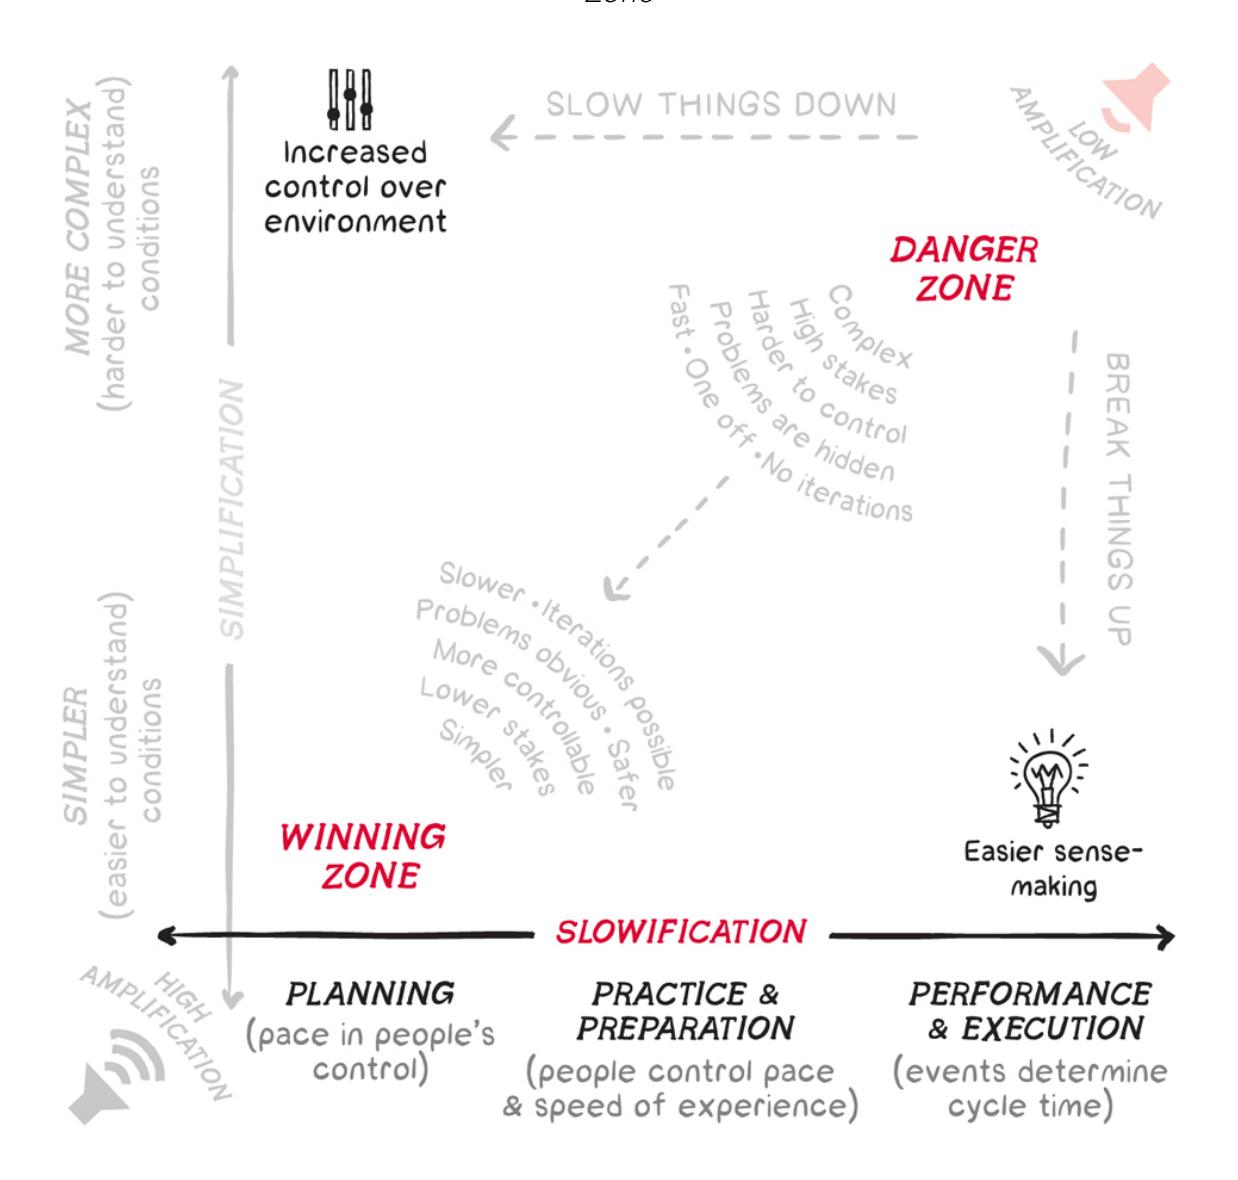 Zone
SLOW THINGS DOWN
LOW
AMPLIFICATION
Increased
control over
environment
MORE COMPLEX
(harder to understand)
conditions
DANGER
ZONE
Complex
High stakes
Harder to control
Problems are hidden
Fast • One off • No iterations
BREAK THINGS UP
SIMPLIFICATION
Slower • Iterations possible
Problems obvious • Safer
More controllable
Lower stakes
Simpler
SIMPLER
(easier to understand)
conditions
WINNING
ZONE
Easier sense-
making
SLOWIFICATION
HIGH
AMPLIFICATION
PLANNING
(pace in people's
control)
PRACTICE &
PREPARATION
(people control pace
& speed of experience)
PERFORMANCE
& EXECUTION
(events determine
cycle time)